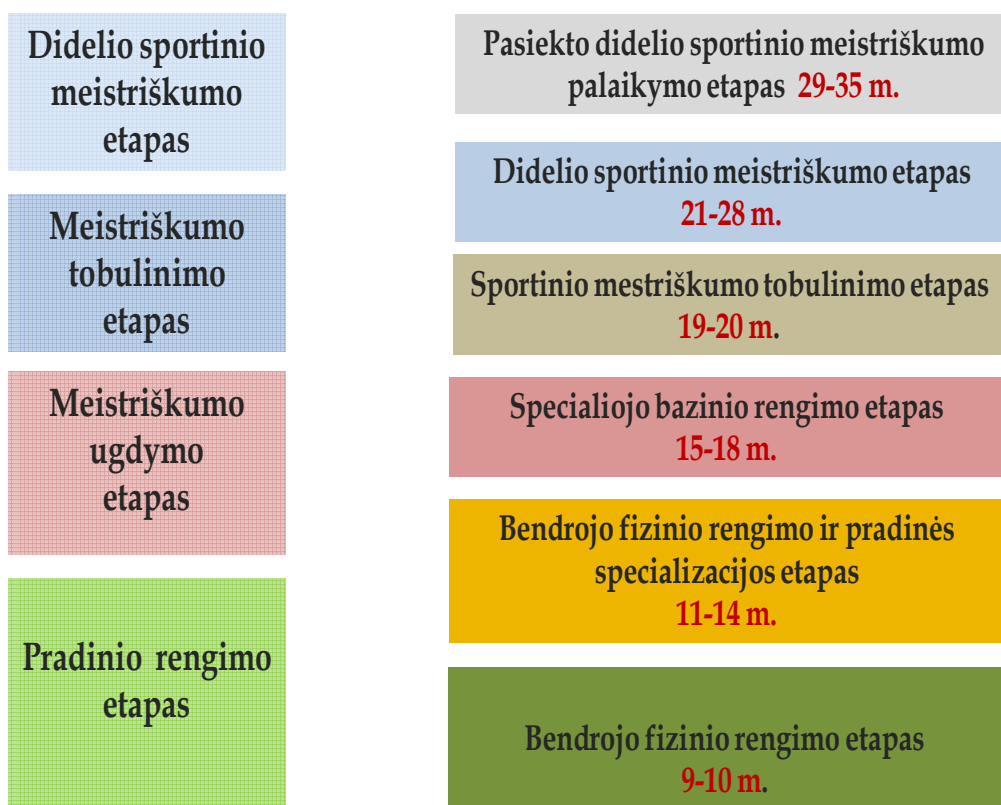 Didelio sportinio
meistriškumo
etapas
Meistriškumo
tobulinimo
etapas
Meistriškumo
ugdymo
etapas
Pradinio rengimo
etapas
Pasiekto didelio sportinio meistriškumo
palaikymo etapas 29-35 m.
Didelio sportinio meistriškumo etapas
21-28 m.
Sportinio mestriškumo tobulinimo etapas
19-20 m.
Specialiojo bazinio rengimo etapas
15-18 m.
Bendrojo fizinio rengimo ir pradinės
specializacijos etapas
11-14 m.
Bendrojo fizinio rengimo etapas
9-10 m.